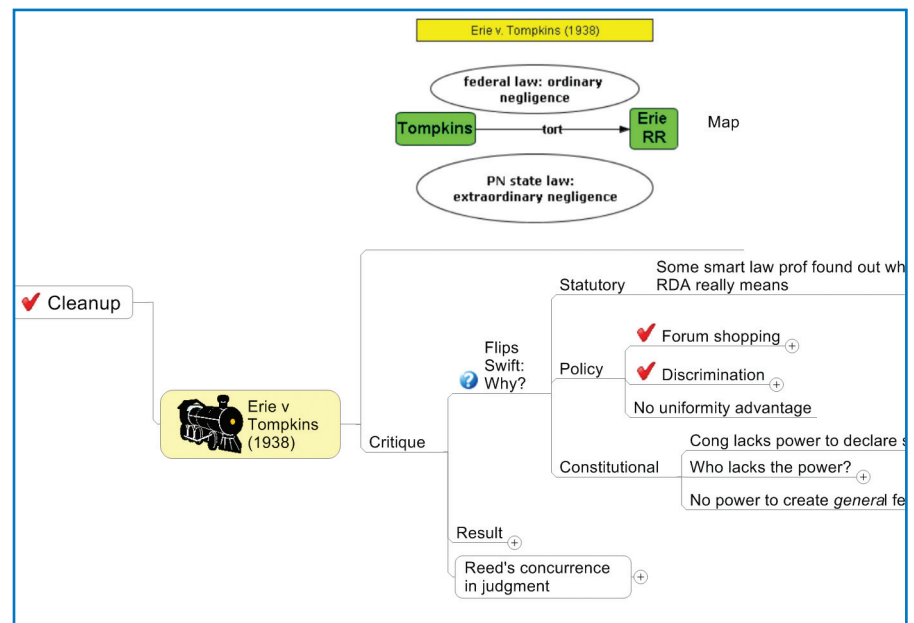 Erie v. Tompkins (1938)
federal law: ordinary
negligence
Tompkins
tort
Erie
RR
Map
PN state law:
extraordinary negligence
Cleanup
Erie v
Tompkins
(1938)
Critique
Flips
Swift:
Why?
Statutory
Some smart law prof found out wh
RDA really means
Policy
Forum shopping
Discrimination
No uniformity advantage
Constitutional
Cong lacks power to declare s
Who lacks the power?
No power to create general fe
Result
Reed's concurrence
in judgment